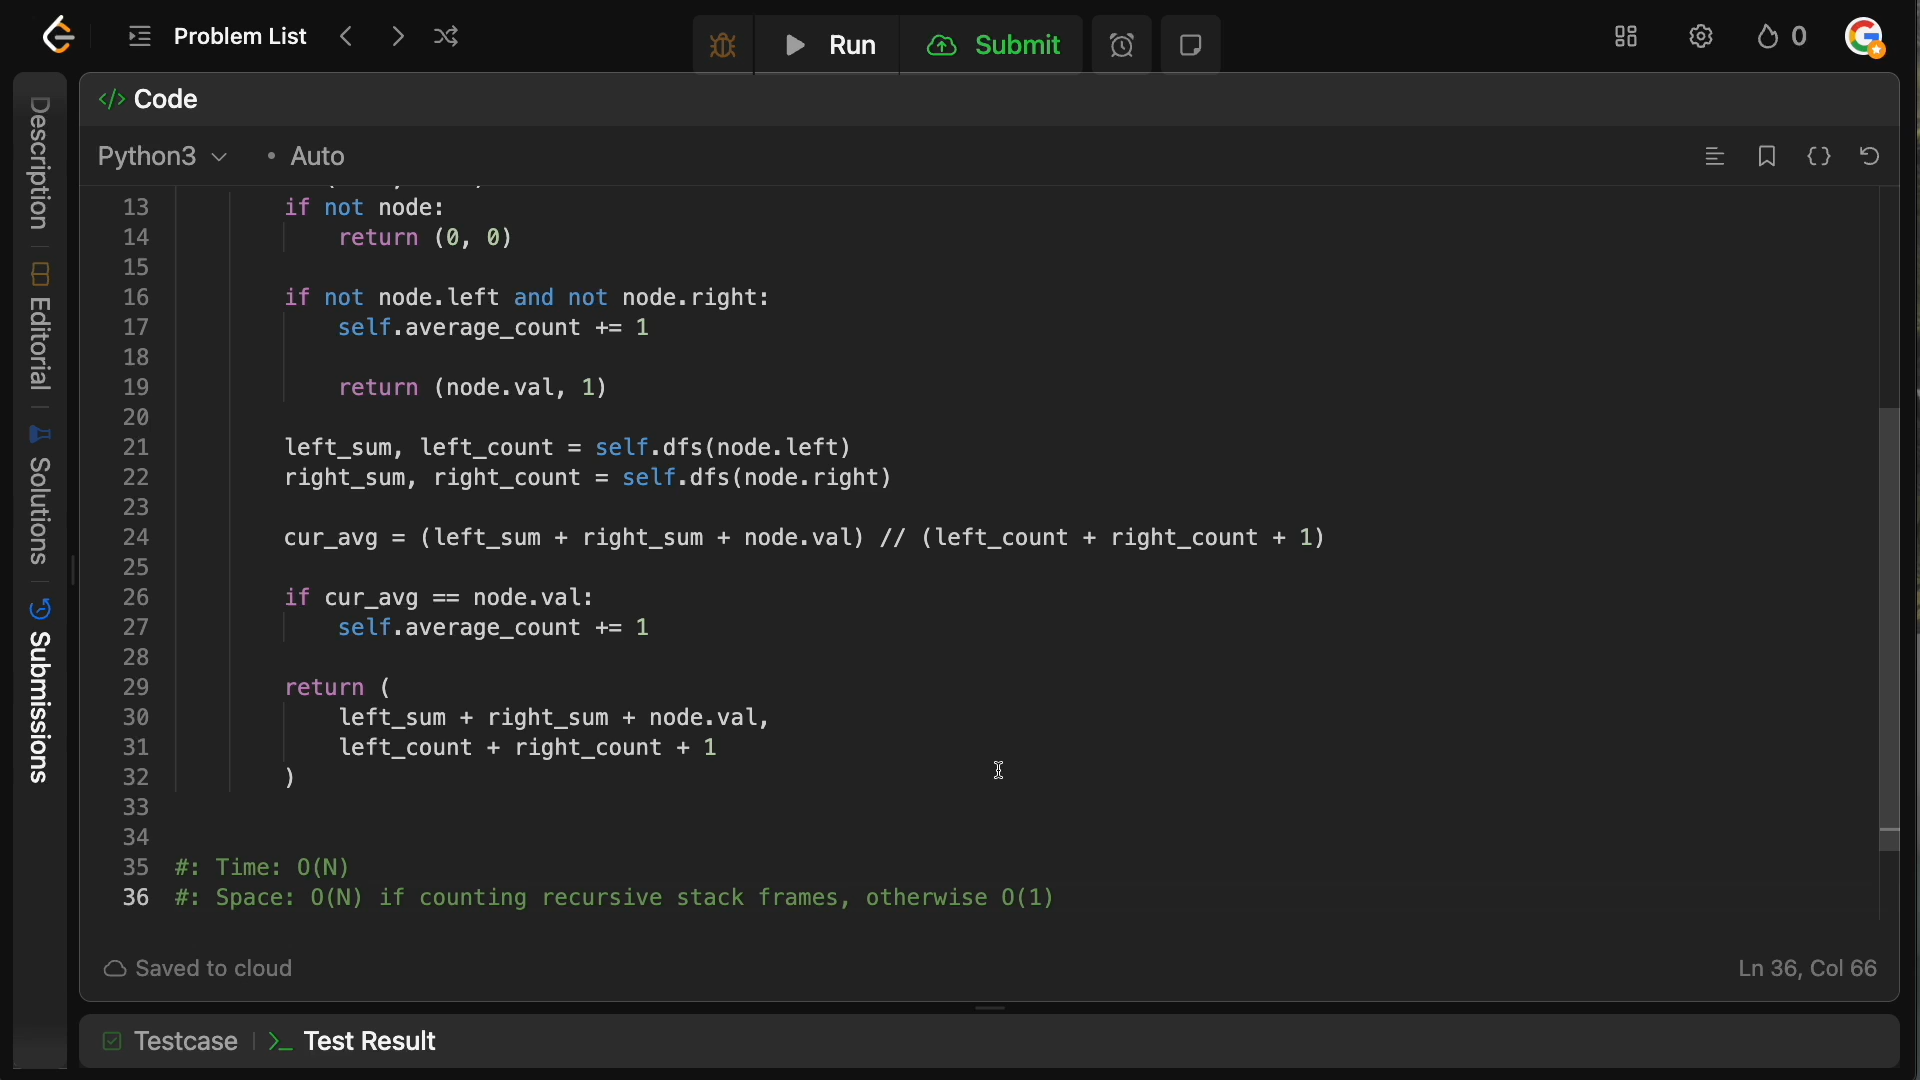 Problem List
Run
Submit
0
Description
Editorial
Solutions
Submissions
</> Code
Python3
• Auto
13 if not node:
14 return (0, 0)
15
16 if not node.left and not node.right:
17 self.average_count += 1
18
19 return (node.val, 1)
20
21 left_sum, left_count = self.dfs(node.left)
22 right_sum, right_count = self.dfs(node.right)
23
24 cur_avg = (left_sum + right_sum + node.val) // (left_count + right_count + 1)
25
26 if cur_avg == node.val:
27 self.average_count += 1
28
29 return (
30 left_sum + right_sum + node.val,
31 left_count + right_count + 1
32 )
33
34
35 #: Time: O(N)
36 #: Space: O(N) if counting recursive stack frames, otherwise O(1)
Saved to cloud
Ln 36, Col 66
Testcase
Test Result